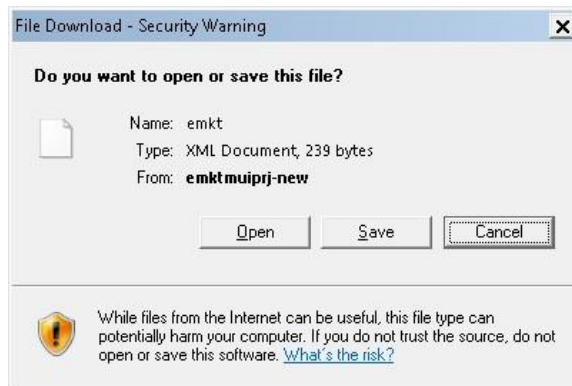 File Download - Security Warning
Do you want to open or save this file?
Name: emkt
Type: XML Document, 239 bytes
From: emktmuiprj-new
Open Save Cancel
While files from the Internet can be useful, this file type can
potentially harm your computer. If you do not trust the source, do not
open or save this software. What's the risk?